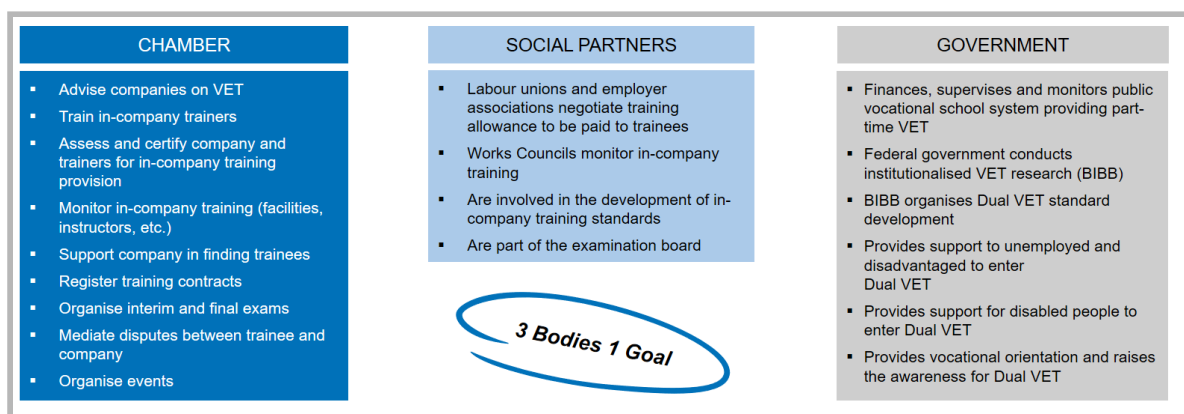 CHAMBER
▪ Advise companies on VET
▪ Train in-company trainers
▪ Assess and certify company and
trainers for in-company training
provision
▪ Monitor in-company training (facilities,
instructors, etc.)
▪ Support company in finding trainees
▪ Register training contracts
▪ Organise interim and final exams
▪ Mediate disputes between trainee and
company
▪ Organise events
SOCIAL PARTNERS
▪ Labour unions and employer
associations negotiate training
allowance to be paid to trainees
▪ Works Councils monitor in-company
training
▪ Are involved in the development of in-
company training standards
▪ Are part of the examination board
3 Bodies 1 Goal
GOVERNMENT
▪ Finances, supervises and monitors public
vocational school system providing part-
time VET
▪ Federal government conducts
institutionalised VET research (BIBB)
▪ BIBB organises Dual VET standard
development
▪ Provides support to unemployed and
disadvantaged to enter
Dual VET
▪ Provides support for disabled people to
enter Dual VET
▪ Provides vocational orientation and raises
the awareness for Dual VET